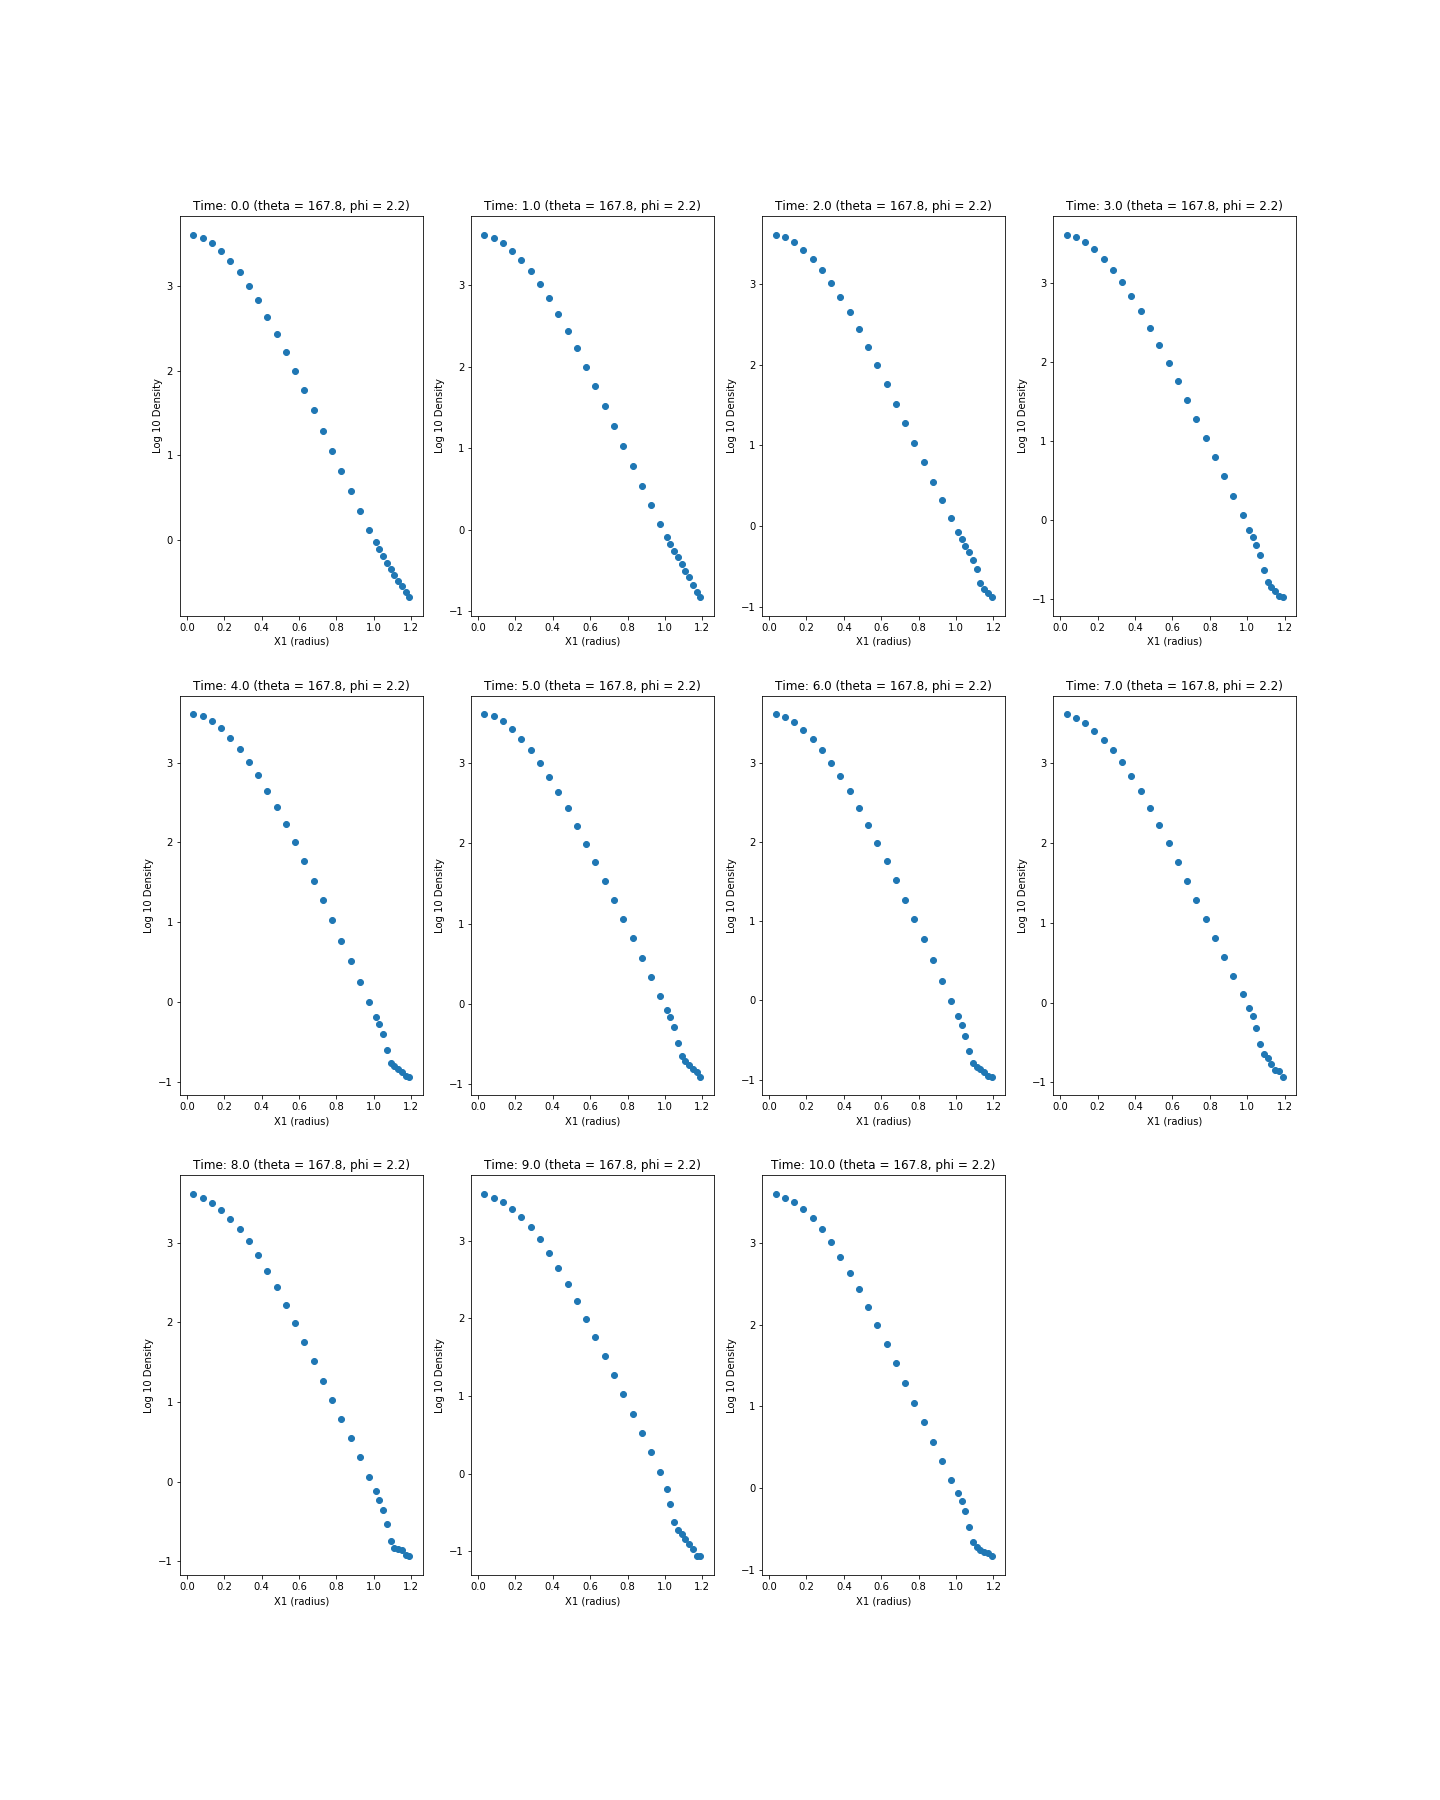 Time: 0.0 (theta = 167.8, phi = 2.2)
Time: 1.0 (theta = 167.8, phi = 2.2)
Time: 2.0 (theta = 167.8, phi = 2.2)
Time: 3.0 (theta = 167.8, phi = 2.2)
Log 10 Density
3
2
1
0
Log 10 Density
3
2
1
0
−1
Log 10 Density
3
2
1
0
−1
Log 10 Density
3
2
1
0
−1
0.0 0.2 0.4 0.6 0.8 1.0 1.2
0.0 0.2 0.4 0.6 0.8 1.0 1.2
0.0 0.2 0.4 0.6 0.8 1.0 1.2
0.0 0.2 0.4 0.6 0.8 1.0 1.2
X1 (radius)
X1 (radius)
X1 (radius)
X1 (radius)
Time: 4.0 (theta = 167.8, phi = 2.2)
Time: 5.0 (theta = 167.8, phi = 2.2)
Time: 6.0 (theta = 167.8, phi = 2.2)
Time: 7.0 (theta = 167.8, phi = 2.2)
Log 10 Density
3
2
1
0
−1
Log 10 Density
3
2
1
0
−1
Log 10 Density
3
2
1
0
−1
Log 10 Density
3
2
1
0
−1
0.0 0.2 0.4 0.6 0.8 1.0 1.2
0.0 0.2 0.4 0.6 0.8 1.0 1.2
0.0 0.2 0.4 0.6 0.8 1.0 1.2
0.0 0.2 0.4 0.6 0.8 1.0 1.2
X1 (radius)
X1 (radius)
X1 (radius)
X1 (radius)
Time: 8.0 (theta = 167.8, phi = 2.2)
Time: 9.0 (theta = 167.8, phi = 2.2)
Time: 10.0 (theta = 167.8, phi = 2.2)
Log 10 Density
3
2
1
0
−1
Log 10 Density
3
2
1
0
−1
Log 10 Density
3
2
1
0
−1
0.0 0.2 0.4 0.6 0.8 1.0 1.2
0.0 0.2 0.4 0.6 0.8 1.0 1.2
0.0 0.2 0.4 0.6 0.8 1.0 1.2
X1 (radius)
X1 (radius)
X1 (radius)